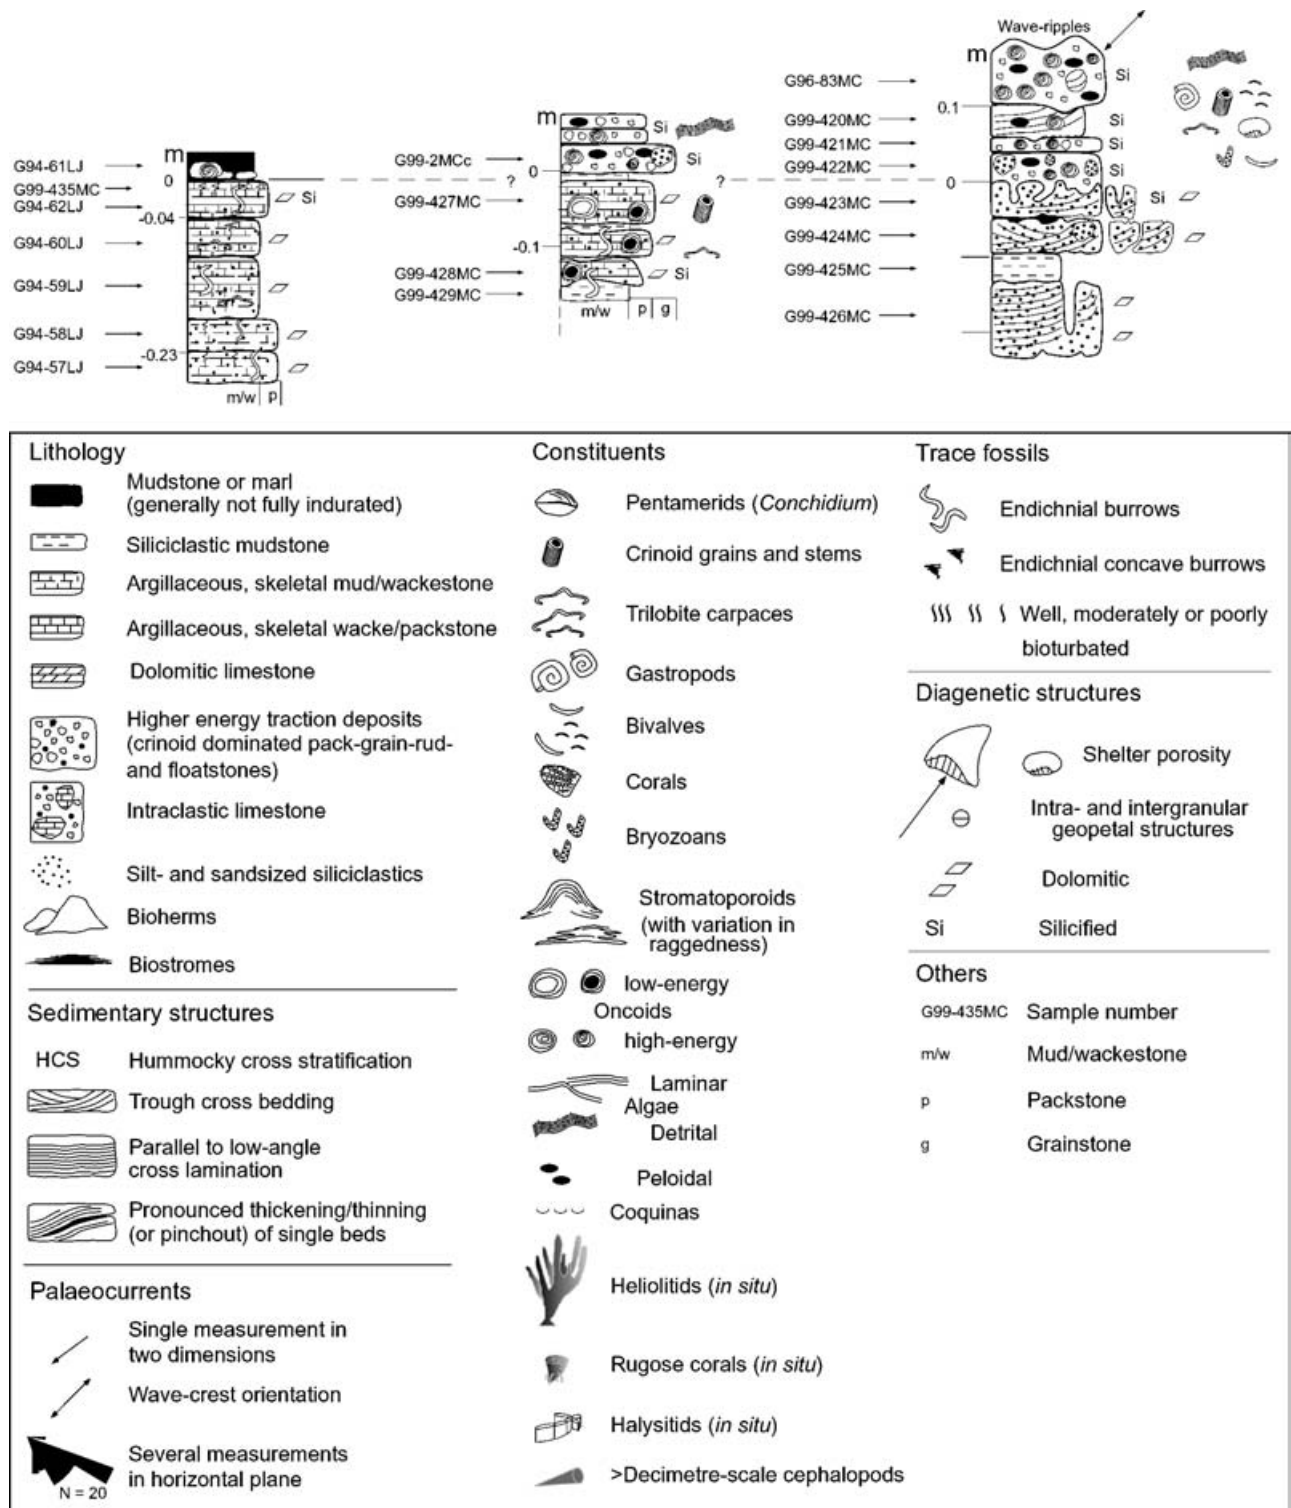 m
G94-61LJ
0
G99-435MC
Si
G94-62LJ
-0.04
G94-60LJ
G94-59LJ
G94-58LJ
-0.23
G94-57LJ
m/w
p
m
Si
G99-2MCc
Si
0
?
?
G99-427MC
-0.1
G99-428MC
Si
G99-429MC
m/w
p
g
Wave-ripples
m
G96-83MC
Si
0.1
G99-420MC
Si
G99-421MC
Si
G99-422MC
Si
0
G99-423MC
Si
G99-424MC
G99-425MC
G99-426MC
Lithology
Mudstone or marl
(generally not fully indurated)
Siliciclastic mudstone
Argillaceous, skeletal mud/wackestone
Argillaceous, skeletal wacke/packstone
Dolomitic limestone
Higher energy traction deposits
(crinoid dominated pack-grain-rud-
and floatstones)
Intraclastic limestone
Silt- and sandsized siliciclastics
Bioherms
Biostromes
Sedimentary structures
HCS Hummocky cross stratification
Trough cross bedding
Parallel to low-angle
cross lamination
Pronounced thickening/thinning
(or pinchout) of single beds
Palaeocurrents
Single measurement in
two dimensions
Wave-crest orientation
Several measurements
in horizontal plane
N = 20
Constituents
Pentamerids (Conchidium)
Crinoid grains and stems
Trilobite carpaces
Gastropods
Bivalves
Corals
Bryozoans
Stromatoporoids
(with variation in
raggedness)
low-energy
Oncoids
high-energy
Laminar
Algae
Detrital
Peloidal
Coquinas
Heliolitids (in situ)
Rugose corals (in situ)
Halysitids (in situ)
>Decimetre-scale cephalopods
Trace fossils
Endichnial burrows
Endichnial concave burrows
Well, moderately or poorly
bioturbated
Diagenetic structures
Shelter porosity
Intra- and intergranular
geopetal structures
Dolomitic
Si Silicified
Others
G99-435MC Sample number
m/w Mud/wackestone
p Packstone
g Grainstone